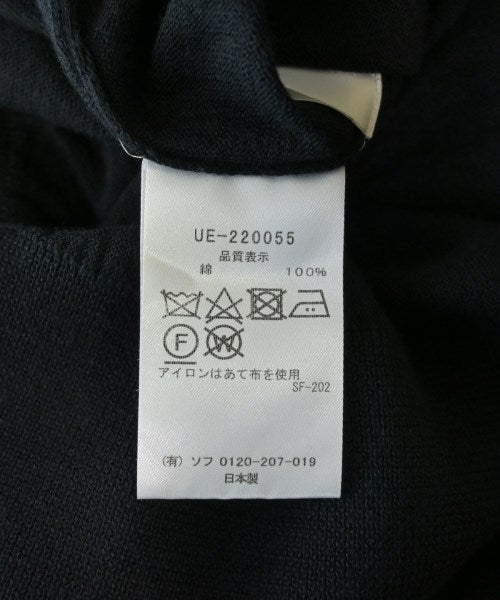 UE-220055
品質表示
綿 100%
F W
アイロンはあて布を使用
SF-202
(有) ソフ 0120-207-019
日本製